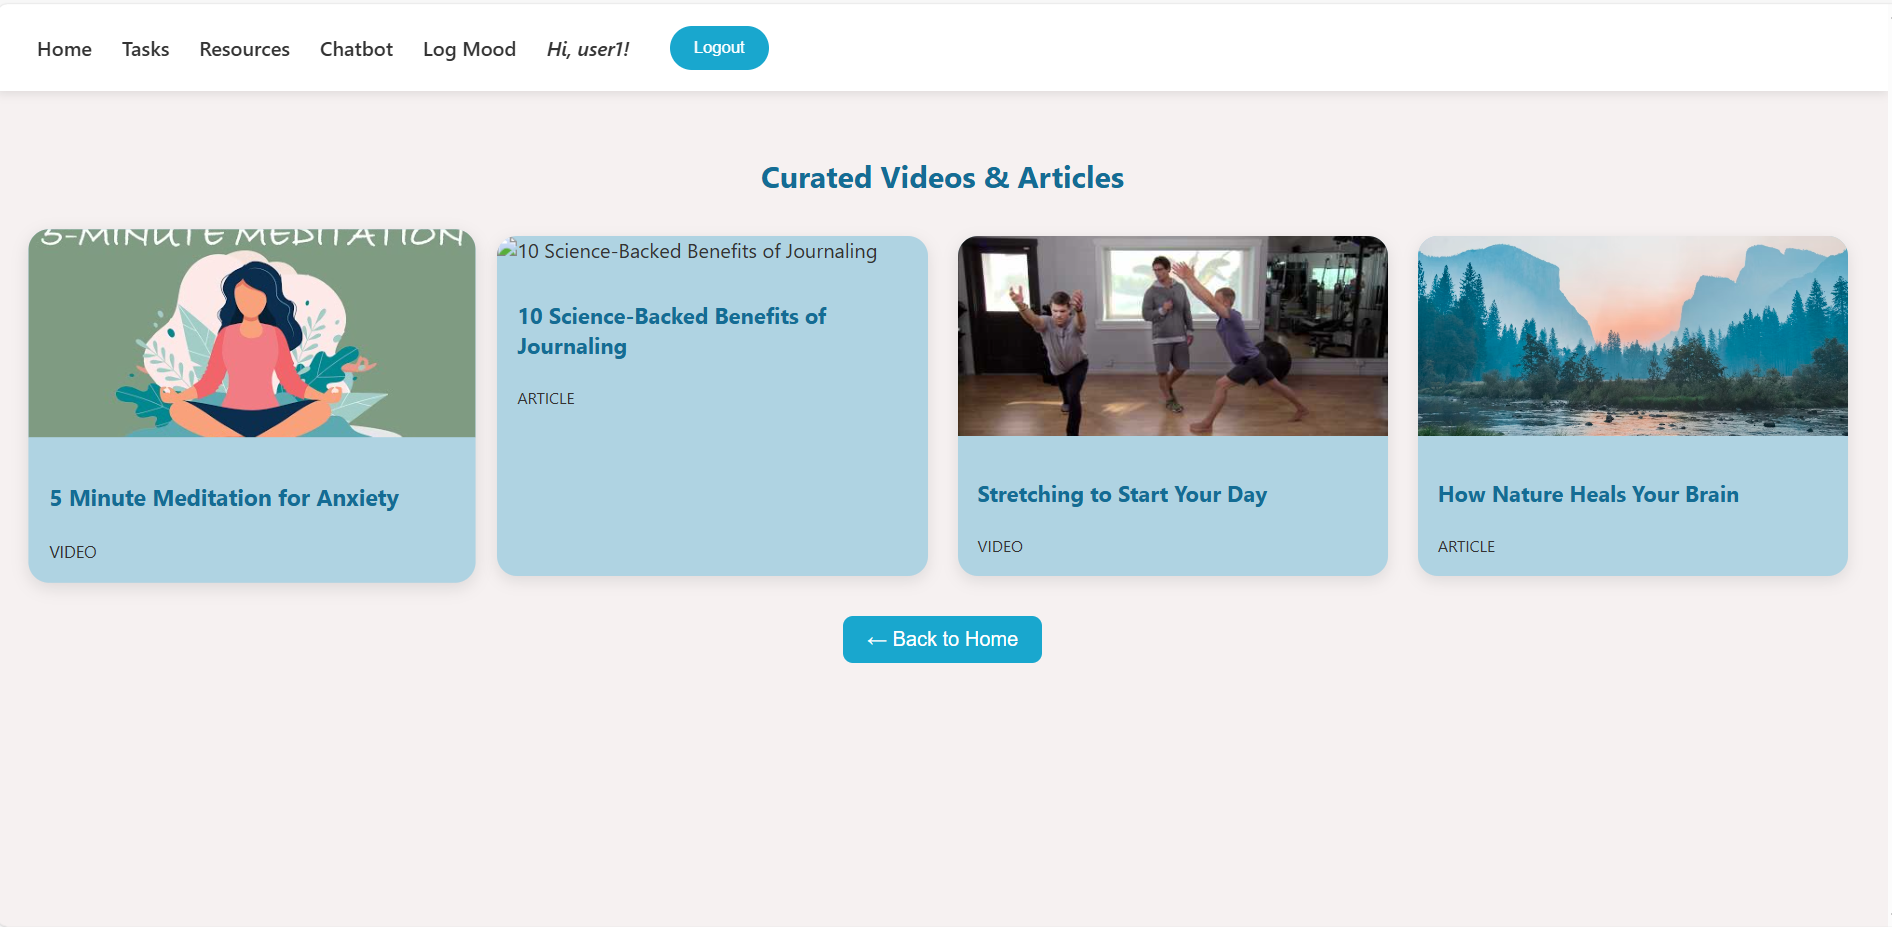 Home Tasks Resources Chatbot Log Mood Hi, user1! Logout
Curated Videos & Articles
5-MINUTE MEDITATION
5 Minute Meditation for Anxiety
VIDEO
10 Science-Backed Benefits of Journaling
10 Science-Backed Benefits of
Journaling
ARTICLE
Stretching to Start Your Day
VIDEO
How Nature Heals Your Brain
ARTICLE
← Back to Home